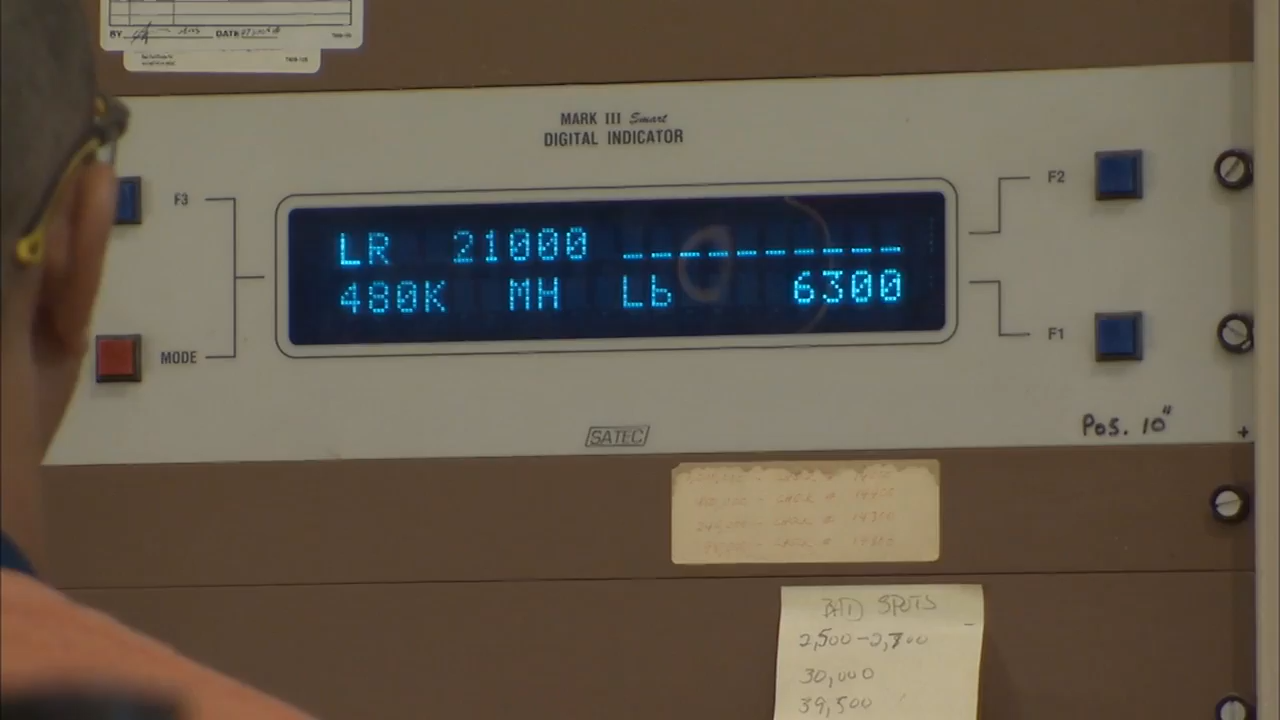 BY DATE
MARK III Smart
DIGITAL INDICATOR
F3
F2
LR 21000 _ _ _ _ _ _ _ _ _ _
480K MH Lb 6300
MODE
F1
SATEC
Pos. 10"
+
BAD SPOTS
2,500-2,700
30,000
39,500